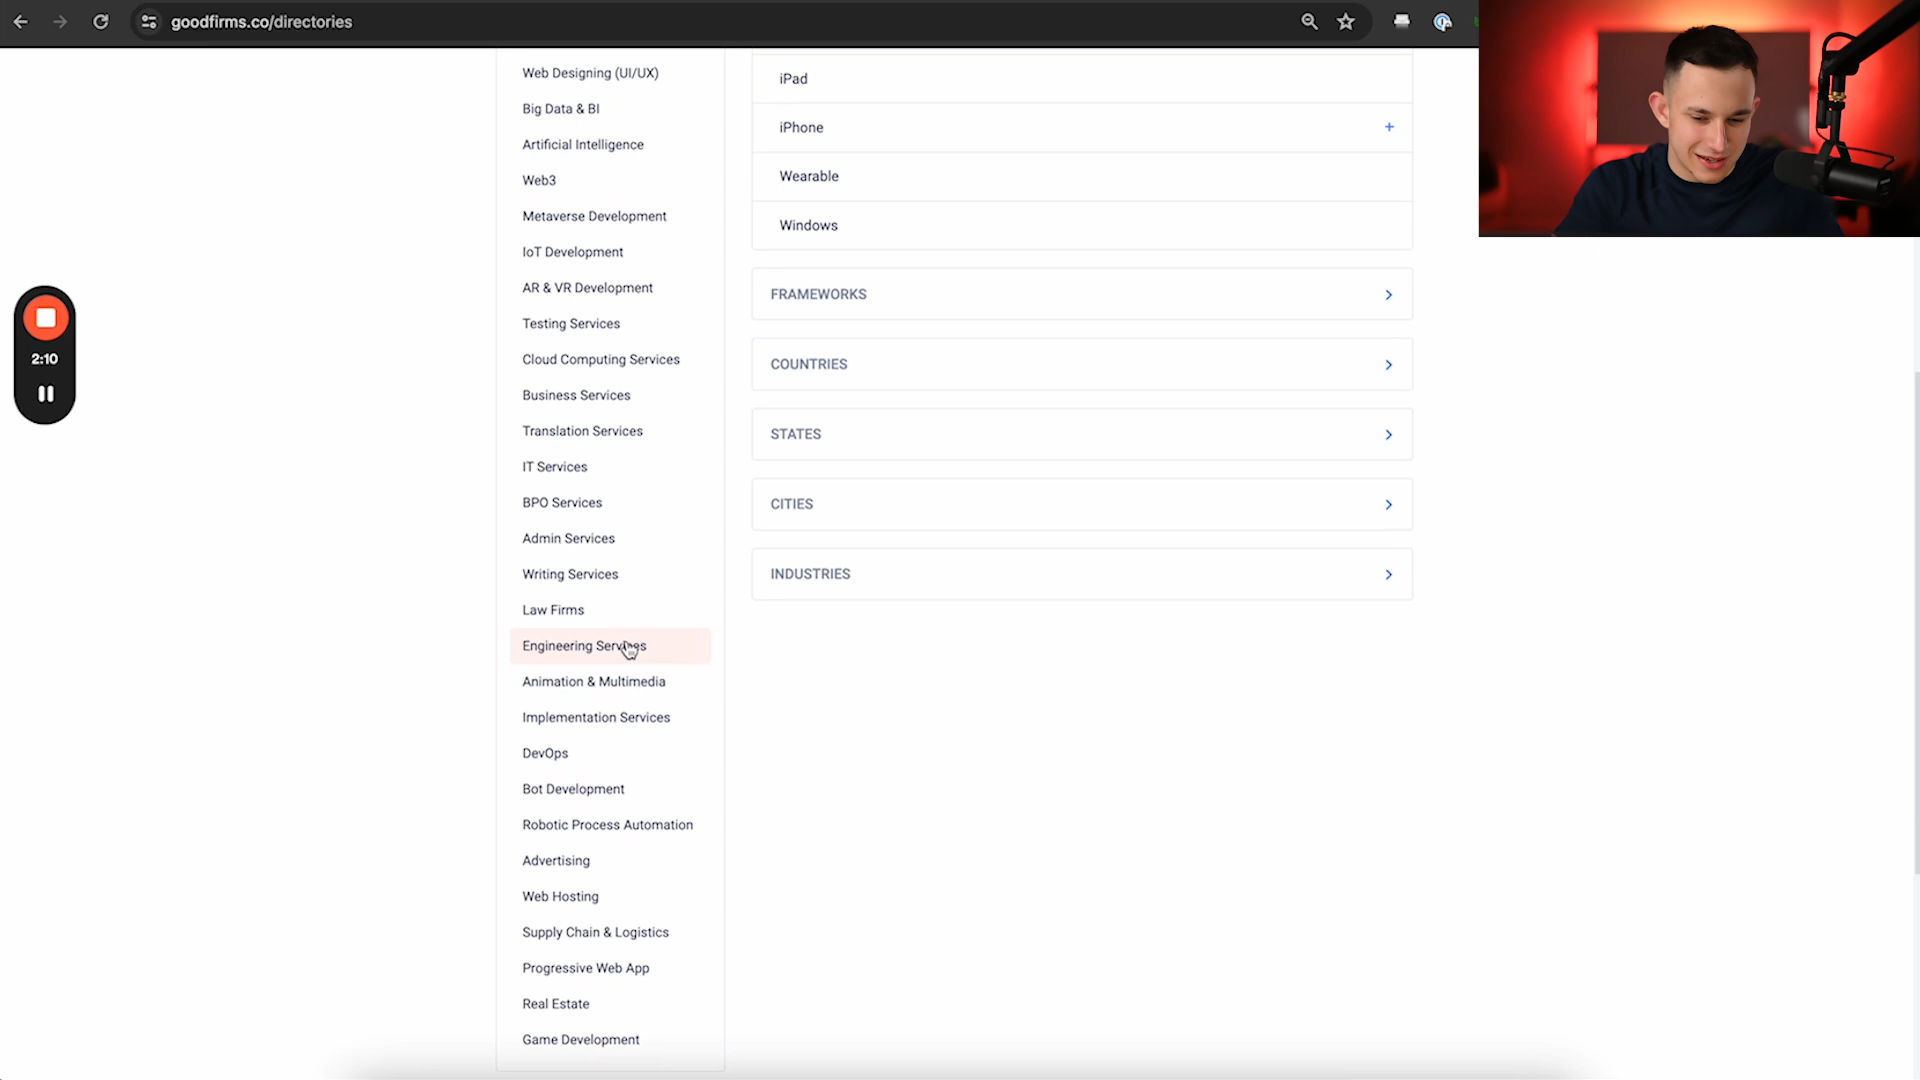 goodfirms.co/directories
Web Designing (UI/UX)
Big Data & BI
Artificial Intelligence
Web3
Metaverse Development
IoT Development
AR & VR Development
Testing Services
Cloud Computing Services
Business Services
Translation Services
IT Services
BPO Services
Admin Services
Writing Services
Law Firms
Engineering Services
Animation & Multimedia
Implementation Services
DevOps
Bot Development
Robotic Process Automation
Advertising
Web Hosting
Supply Chain & Logistics
Progressive Web App
Real Estate
Game Development
iPad
iPhone
+
Wearable
Windows
FRAMEWORKS
COUNTRIES
STATES
CITIES
INDUSTRIES
2:10